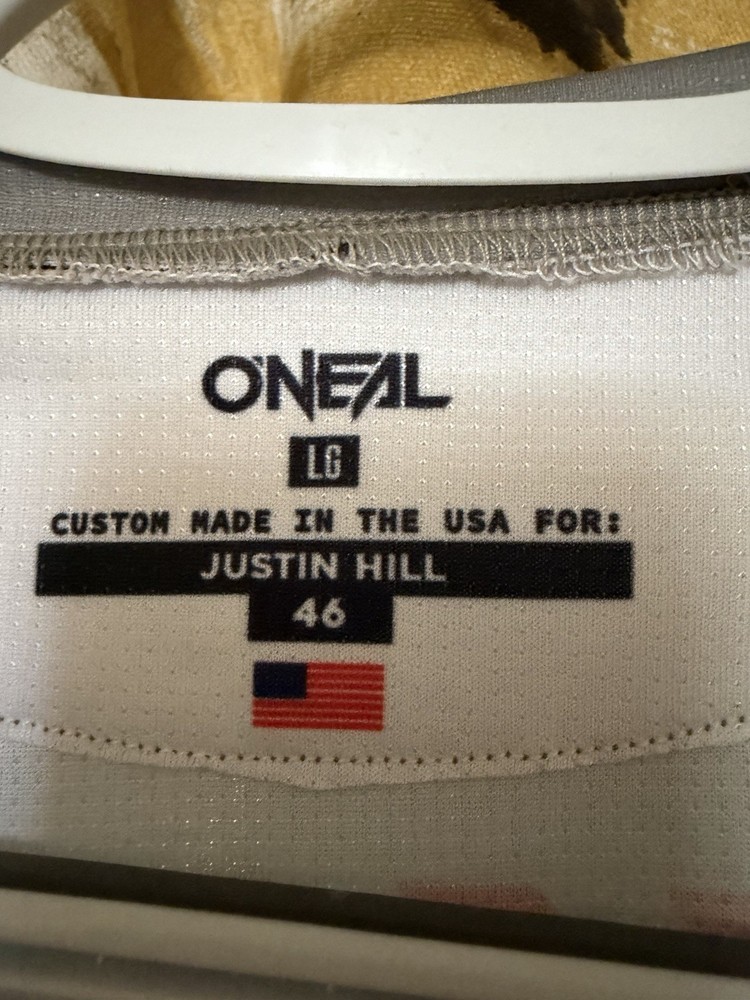 O'NEAL
LG
CUSTOM MADE IN THE USA FOR:
JUSTIN HILL
46